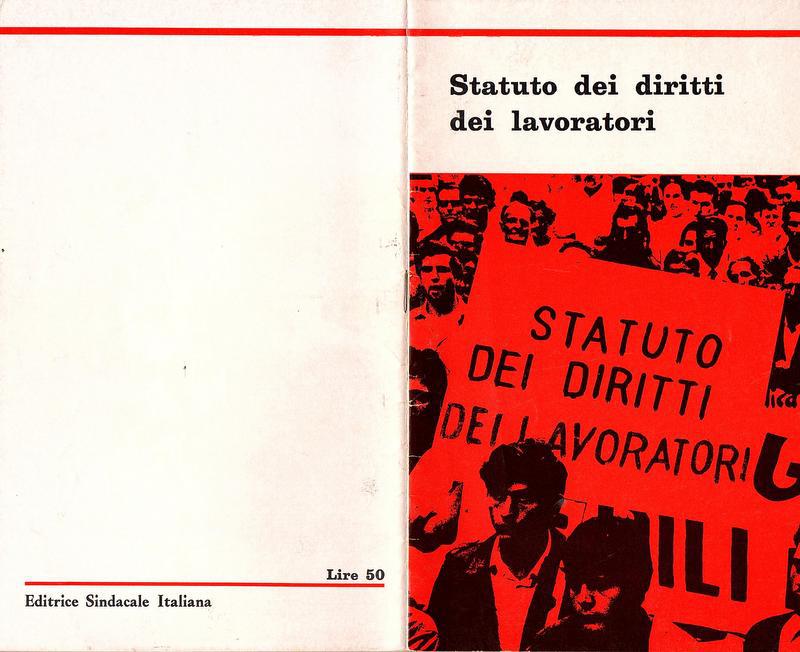 Statuto dei diritti
dei lavoratori
STATUTO
DEI DIRITTI
DEI LAVORATORI
ILI
Lire 50
Editrice Sindacale Italiana